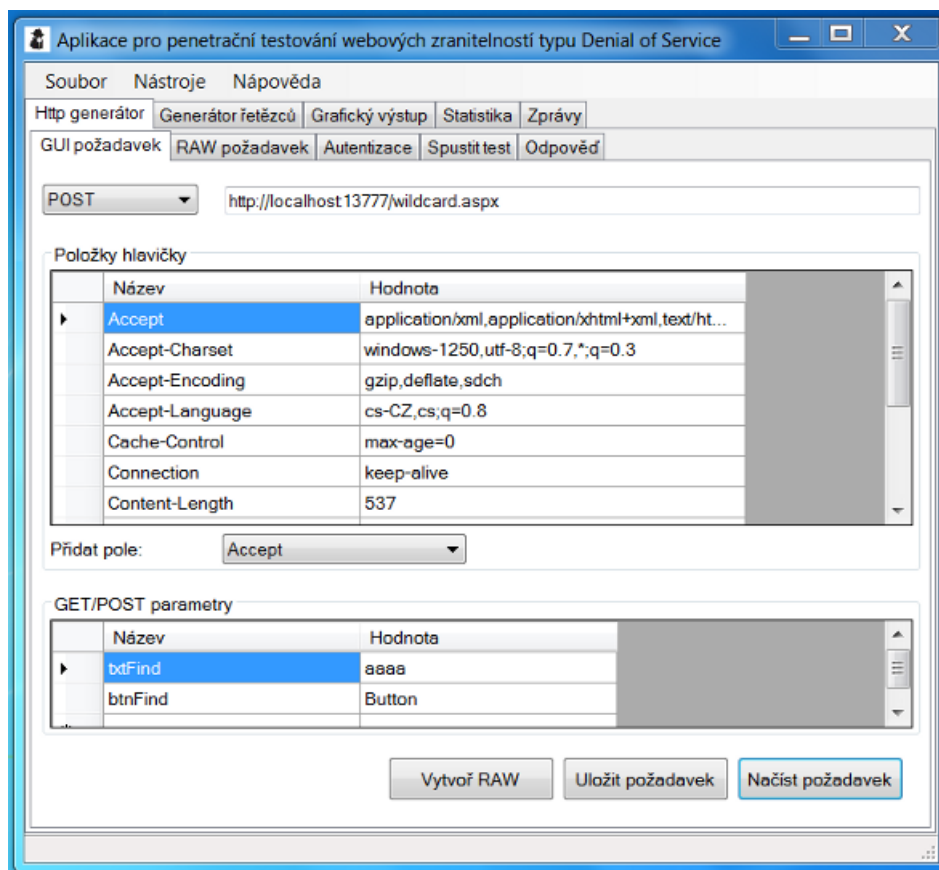 Aplikace pro penetrační testování webových zranitelností typu Denial of Service
Soubor Nástroje Nápověda
Http generátor Generátor řetězců Grafický výstup Statistika Zprávy
GUI požadavek RAW požadavek Autentizace Spustit test Odpověď
POST http://localhost:13777/wildcard.aspx
Položky hlavičky
Název Hodnota
Accept application/xml,application/xhtml+xml,text/ht...
Accept-Charset windows-1250,utf-8;q=0.7,*;q=0.3
Accept-Encoding gzip,deflate,sdch
Accept-Language cs-CZ,cs;q=0.8
Cache-Control max-age=0
Connection keep-alive
Content-Length 537
Přidat pole: Accept
GET/POST parametry
Název Hodnota
txtFind aaaa
btnFind Button
Vytvoř RAW Uložit požadavek Načíst požadavek